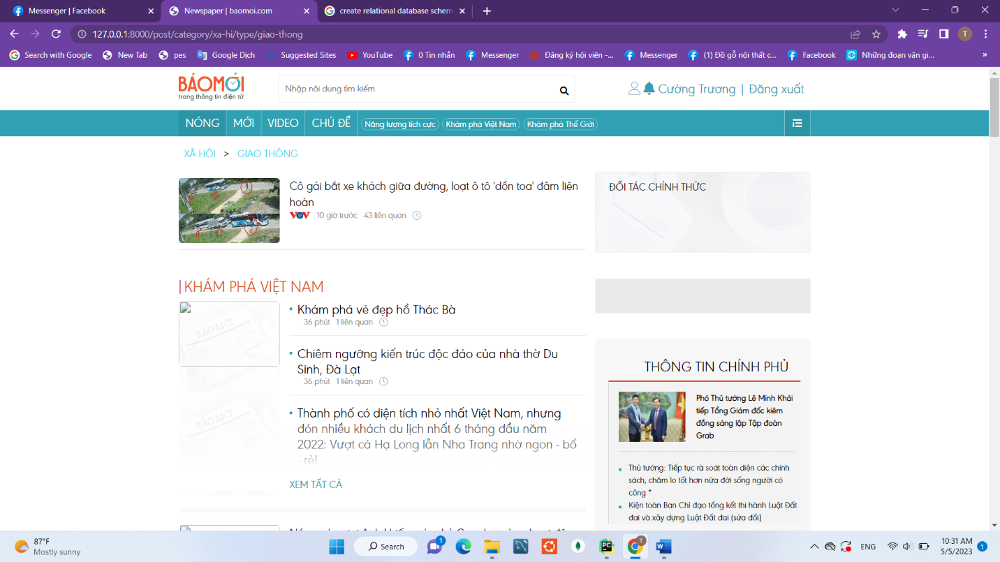 Messenger | Facebook
Newspaper | baomoi.com
create relational database schem
127.0.0.1:8000/post/category/xa-hi/type/giao-thong
T
Search with Google
New Tab
pes
Google Dịch
Suggested Sites
YouTube
0 Tin nhắn
Messenger
Đăng ký hội viên -...
Messenger
(1) Đồ gỗ nội thất c...
Facebook
Những đoạn văn gi...
»
BÁOMỚI
trang thông tin điện tử
Nhập nôi dung tìm kiếm
Cường Trương | Đăng xuất
NÓNG
MỚI
VIDEO
CHỦ ĐỀ
Năng lượng tích cực
Khám phá Việt Nam
Khám phá Thế Giới
XÃ HỘI > GIAO THÔNG
Cô gái bắt xe khách giữa đường, loạt ô tô 'dồn toa' đâm liên
hoàn
VOV 10 giờ trước 43 liên quan
ĐỐI TÁC CHÍNH THỨC
KHÁM PHÁ VIỆT NAM
BÁO MỚI
Khám phá vẻ đẹp hồ Thác Bà
36 phút 1 liên quan
Chiêm ngưỡng kiến trúc độc đáo của nhà thờ Du
Sinh, Đà Lạt
36 phút 1 liên quan
BÁO MỚI
Thành phố có diện tích nhỏ nhất Việt Nam, nhưng
đón nhiều khách du lịch nhất 6 tháng đầu năm
2022: Vượt cả Hạ Long lẫn Nha Trang nhờ ngon - bổ
- rẻ!
XEM TẤT CẢ
THÔNG TIN CHÍNH PHỦ
Phó Thủ tướng Lê Minh Khái
tiếp Tổng Giám đốc kiêm
đồng sáng lập Tập đoàn
Grab
Thủ tướng: Tiếp tục rà soát toàn diện các chính
sách, chăm lo tốt hơn nữa đời sống người có
công *
Kiện toàn Ban Chỉ đạo tổng kết thi hành Luật Đất
đai và xây dựng Luật Đất đai (sửa đổi)
87°F
Mostly sunny
Search
1
T
ENG
10:31 AM
5/5/2023
1